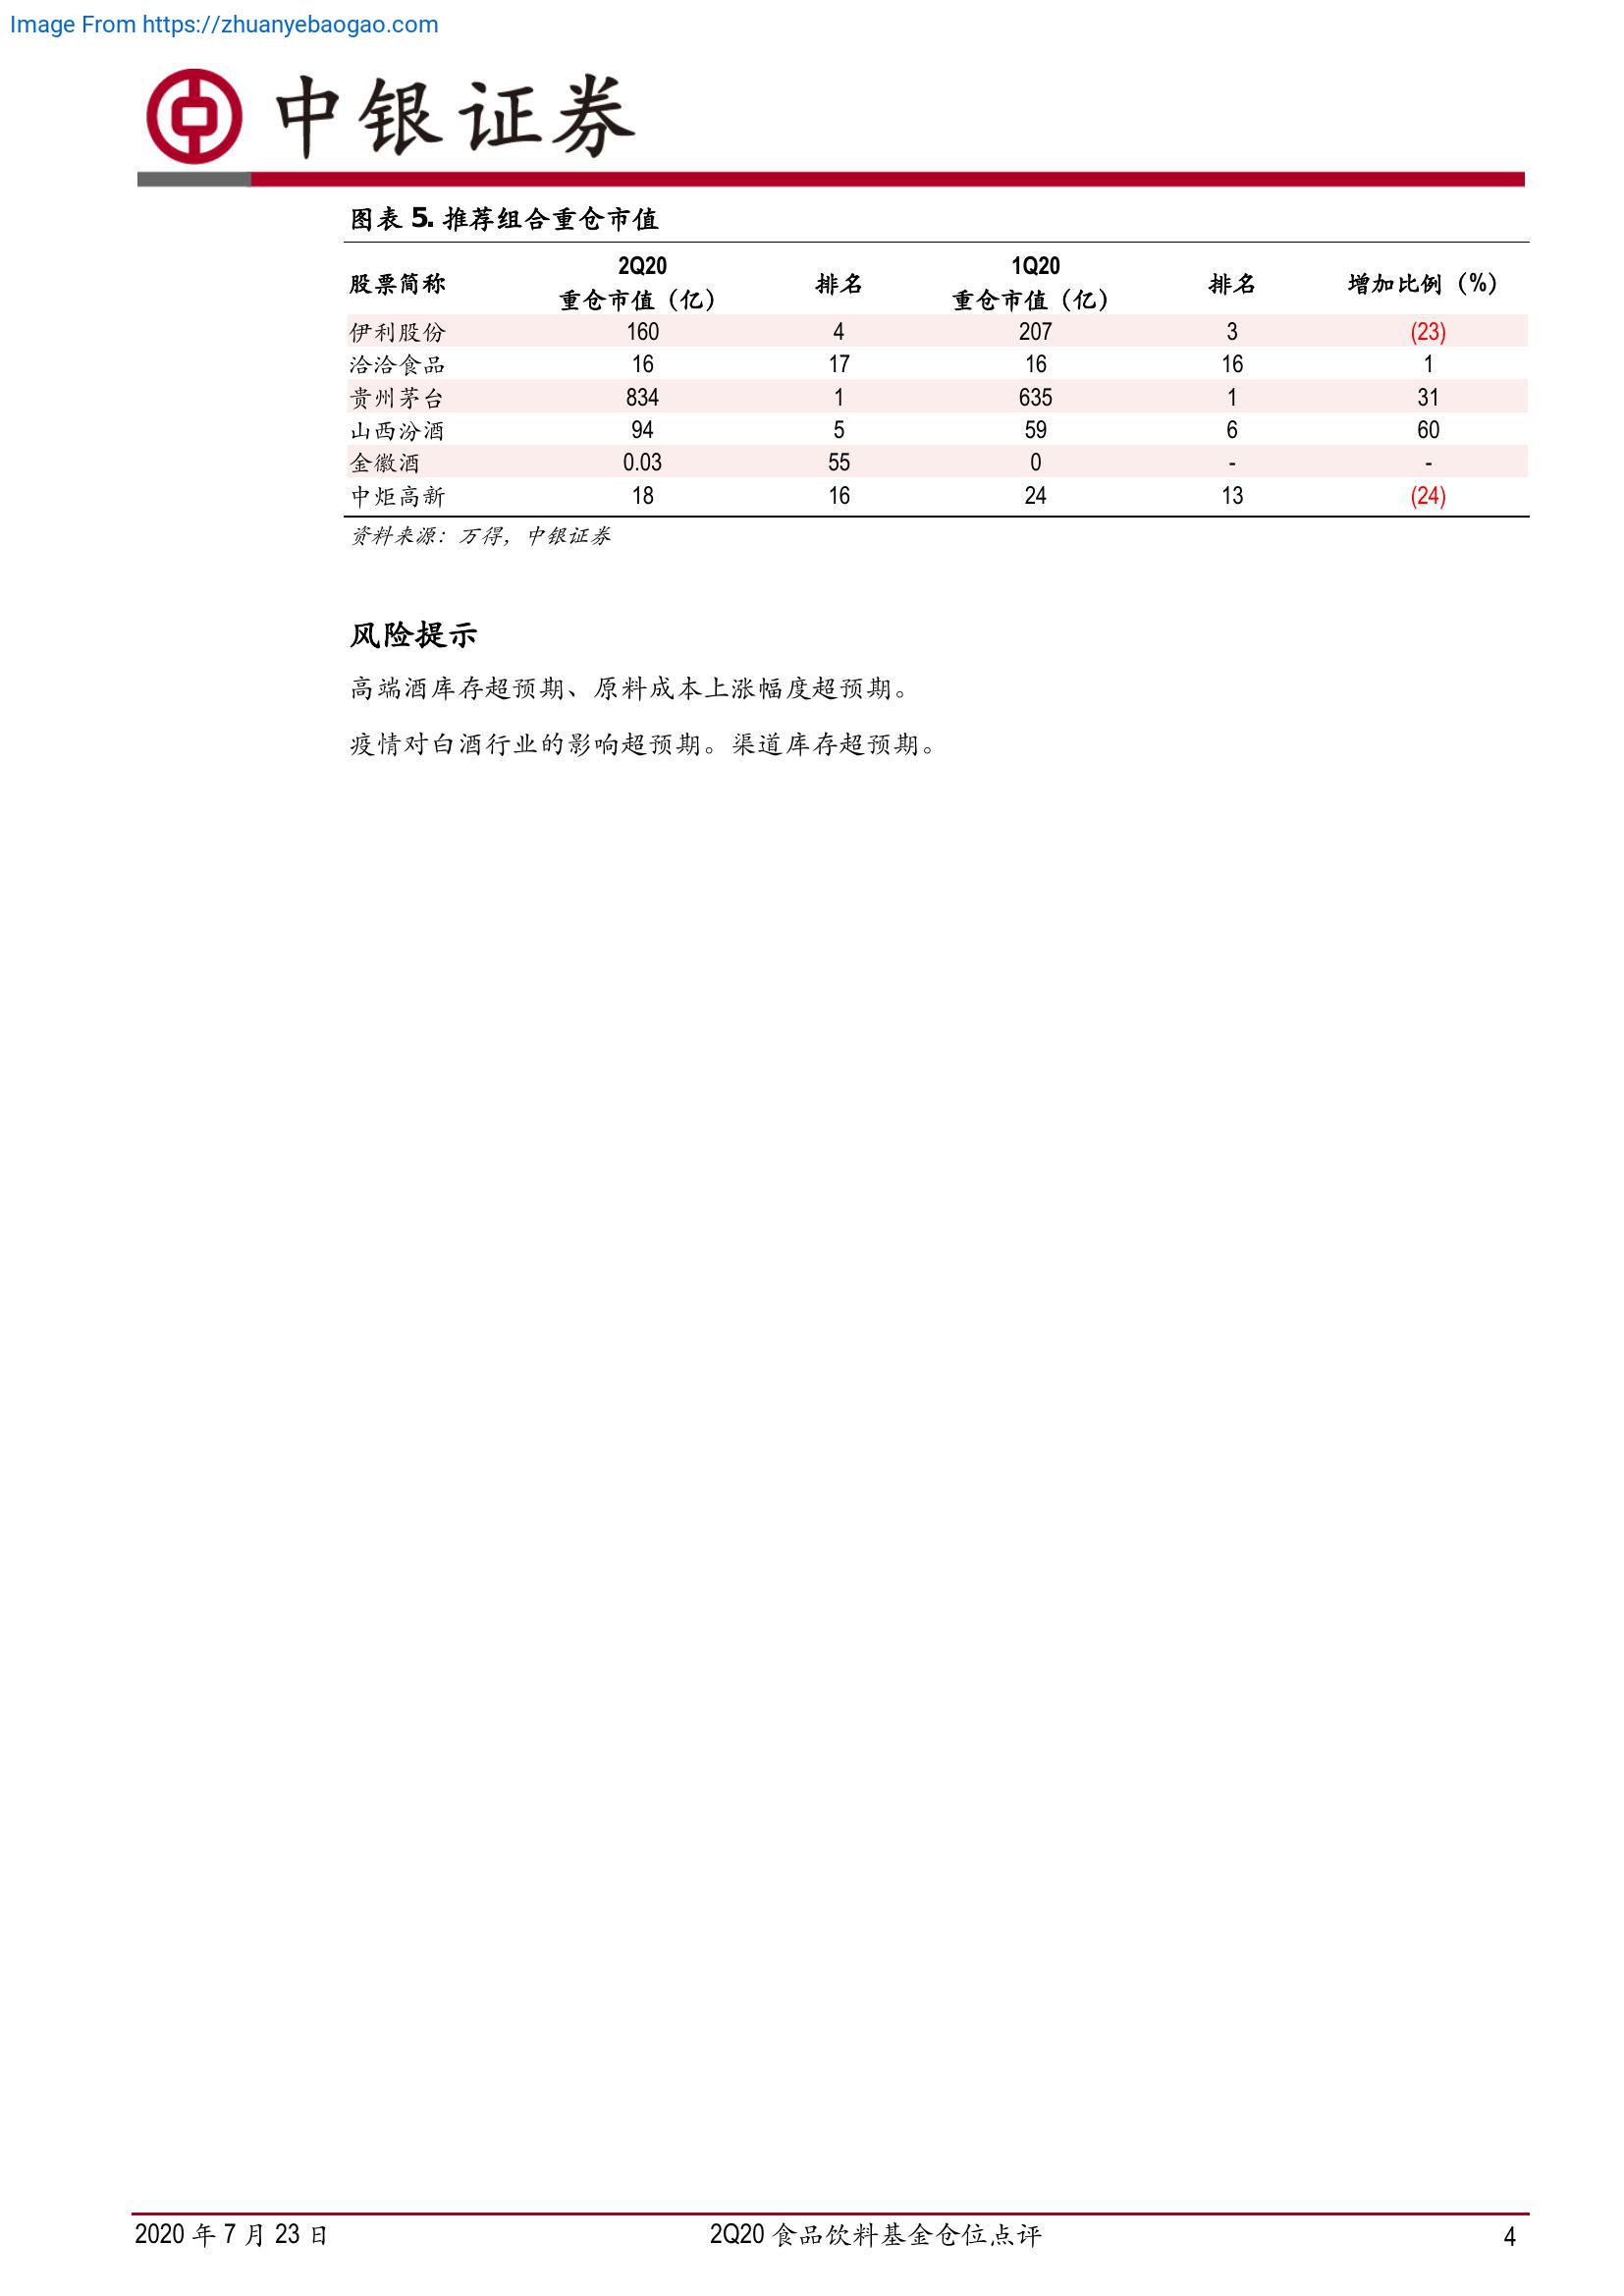 Image From https://zhuanyebaogao.com
中银证券
图表 5. 推荐组合重仓市值
股票简称 2Q20 重仓市值（亿） 排名 1Q20 重仓市值（亿） 排名 增加比例（%）
伊利股份 160 4 207 3 (23)
洽洽食品 16 17 16 16 1
贵州茅台 834 1 635 1 31
山西汾酒 94 5 59 6 60
金徽酒 0.03 55 0 - -
中炬高新 18 16 24 13 (24)
资料来源：万得，中银证券
风险提示
高端酒库存超预期、原料成本上涨幅度超预期。
疫情对白酒行业的影响超预期。渠道库存超预期。
2020 年 7 月 23 日 2Q20 食品饮料基金仓位点评 4